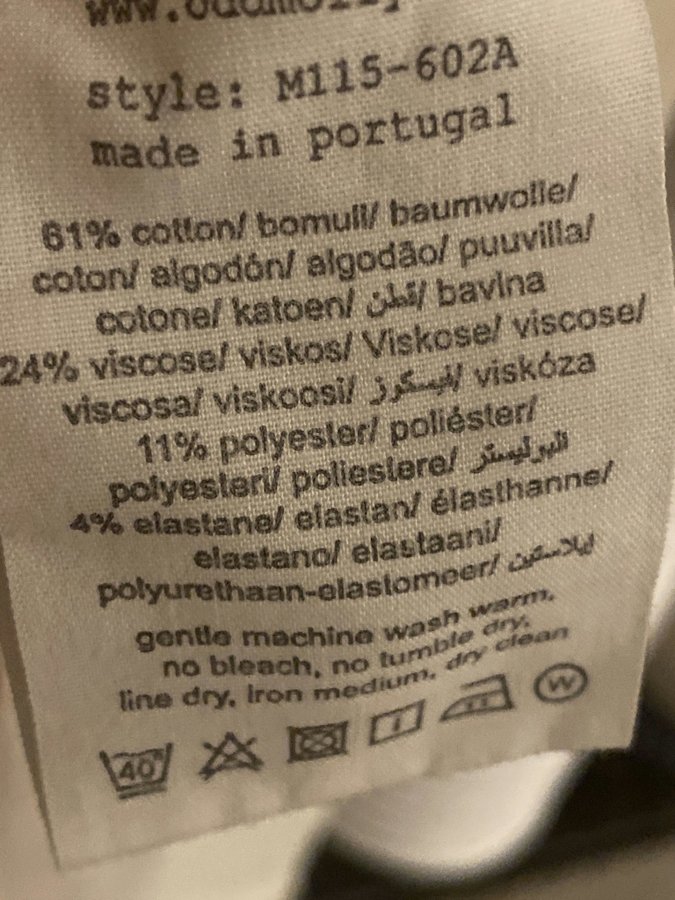 style: M115-602A
made in portugal
61% cotton/ bomull/ baumwolle/
coton/ algodón/ algodão/ puuvilla/
cotone/ katoen/ قطن/ bavlna
24% viscose/ viskos/ Viskose/ viscose/
viscosa/ viskoosi/ لفيسكوز/ viskóza
11% polyester/ poliéster/
polyesteri/ poliestere/ البوليستر
4% elastane/ elastan/ élasthanne/
elastano/ elastaani/
polyurethaan-elastomeer/ إيلاستين
gentle machine wash warm,
no bleach, no tumble dry,
line dry, iron medium, dry clean
40° W